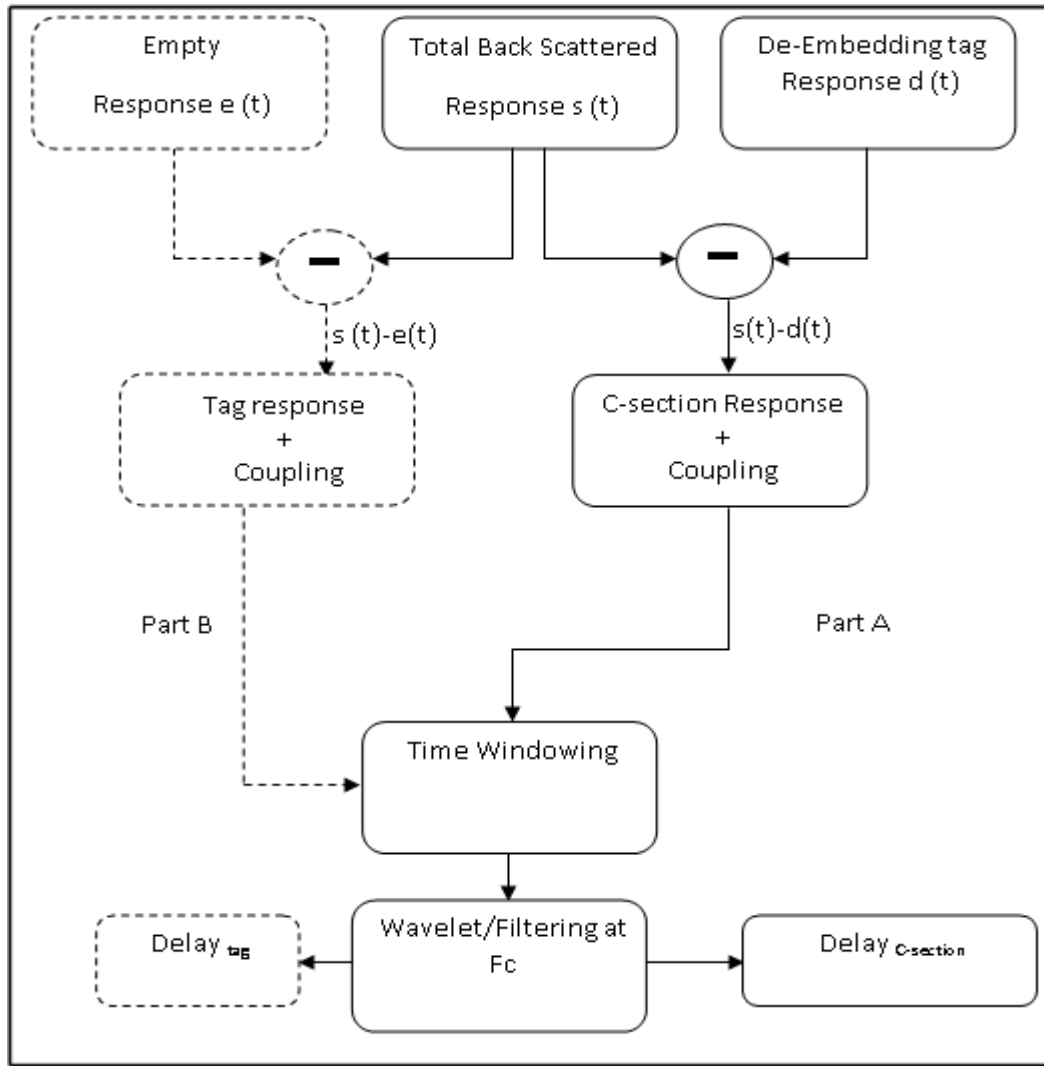 Empty
Response e (t)
Total Back Scattered
Response s (t)
De-Embedding tag
Response d (t)
s (t)-e(t)
s(t)-d(t)
Tag response
+
Coupling
C-section Response
+
Coupling
Part B
Part A
Time Windowing
Delay tag
Wavelet/Filtering at
Fc
Delay C-section